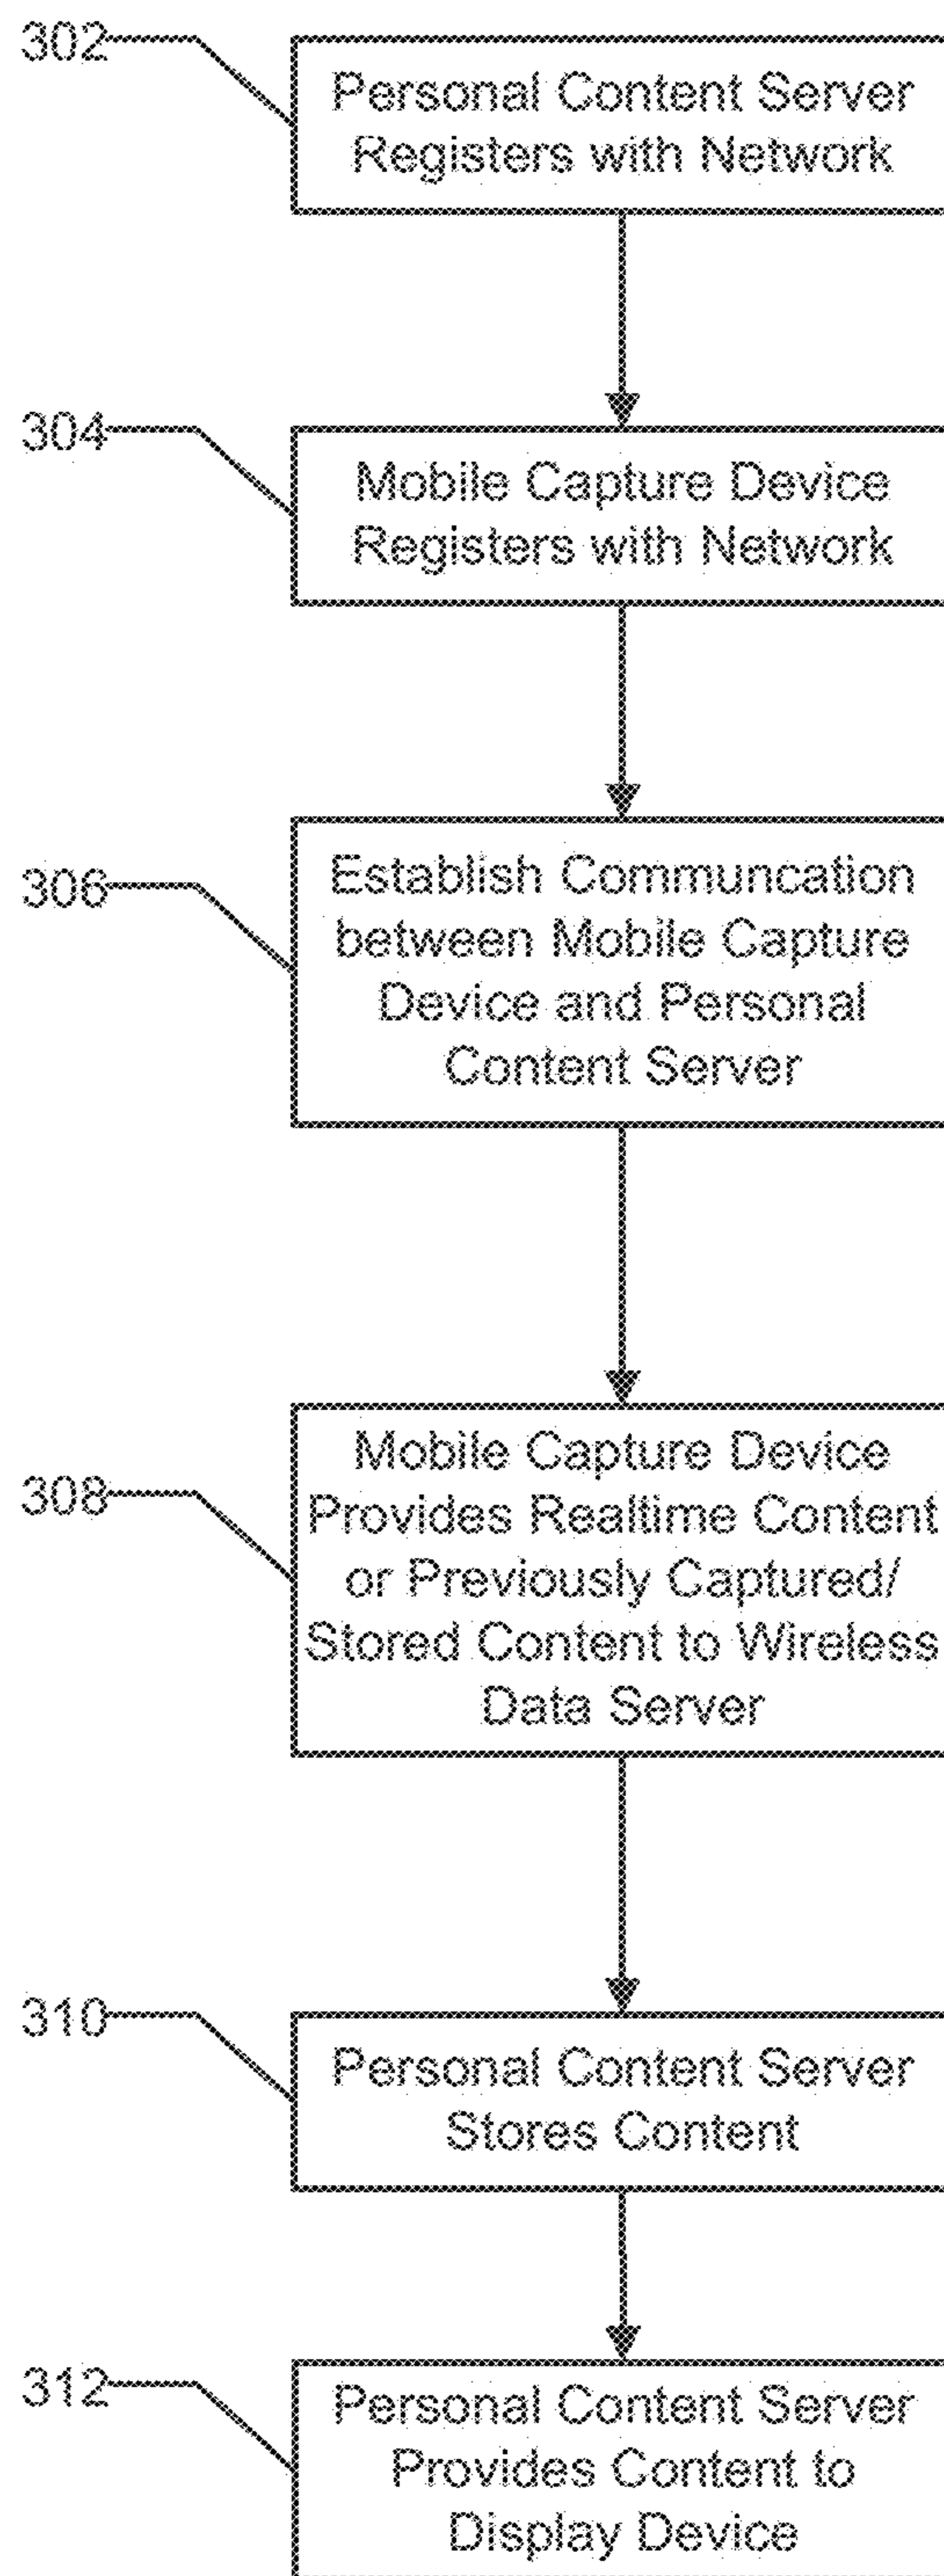 302
Personal Content Server
Registers with Network
304
Mobile Capture Device
Registers with Network
306
Establish Communcation
between Mobile Capture
Device and Personal
Content Server
308
Mobile Capture Device
Provides Realtime Content
or Previously Captured/
Stored Content to Wireless
Data Server
310
Personal Content Server
Stores Content
312
Personal Content Server
Provides Content to
Display Device